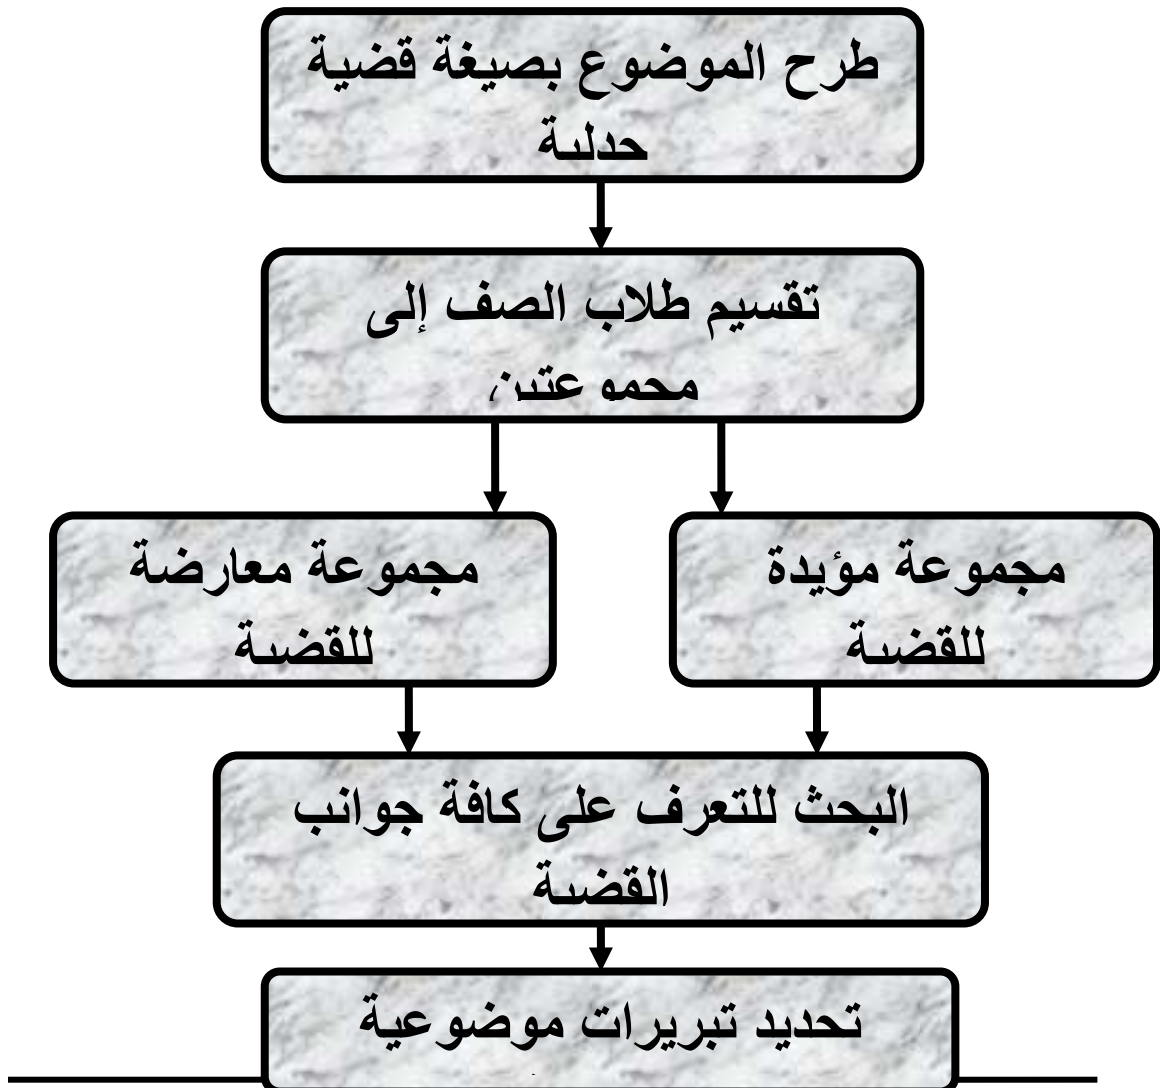 طرح الموضوع بصيغة قضية
جدلية
تقسيم طلاب الصف إلى
مجموعتين
مجموعة مؤيدة
للقضية
مجموعة معارضة
للقضية
البحث للتعرف على كافة جوانب
القضية
تحديد تبريرات موضوعية